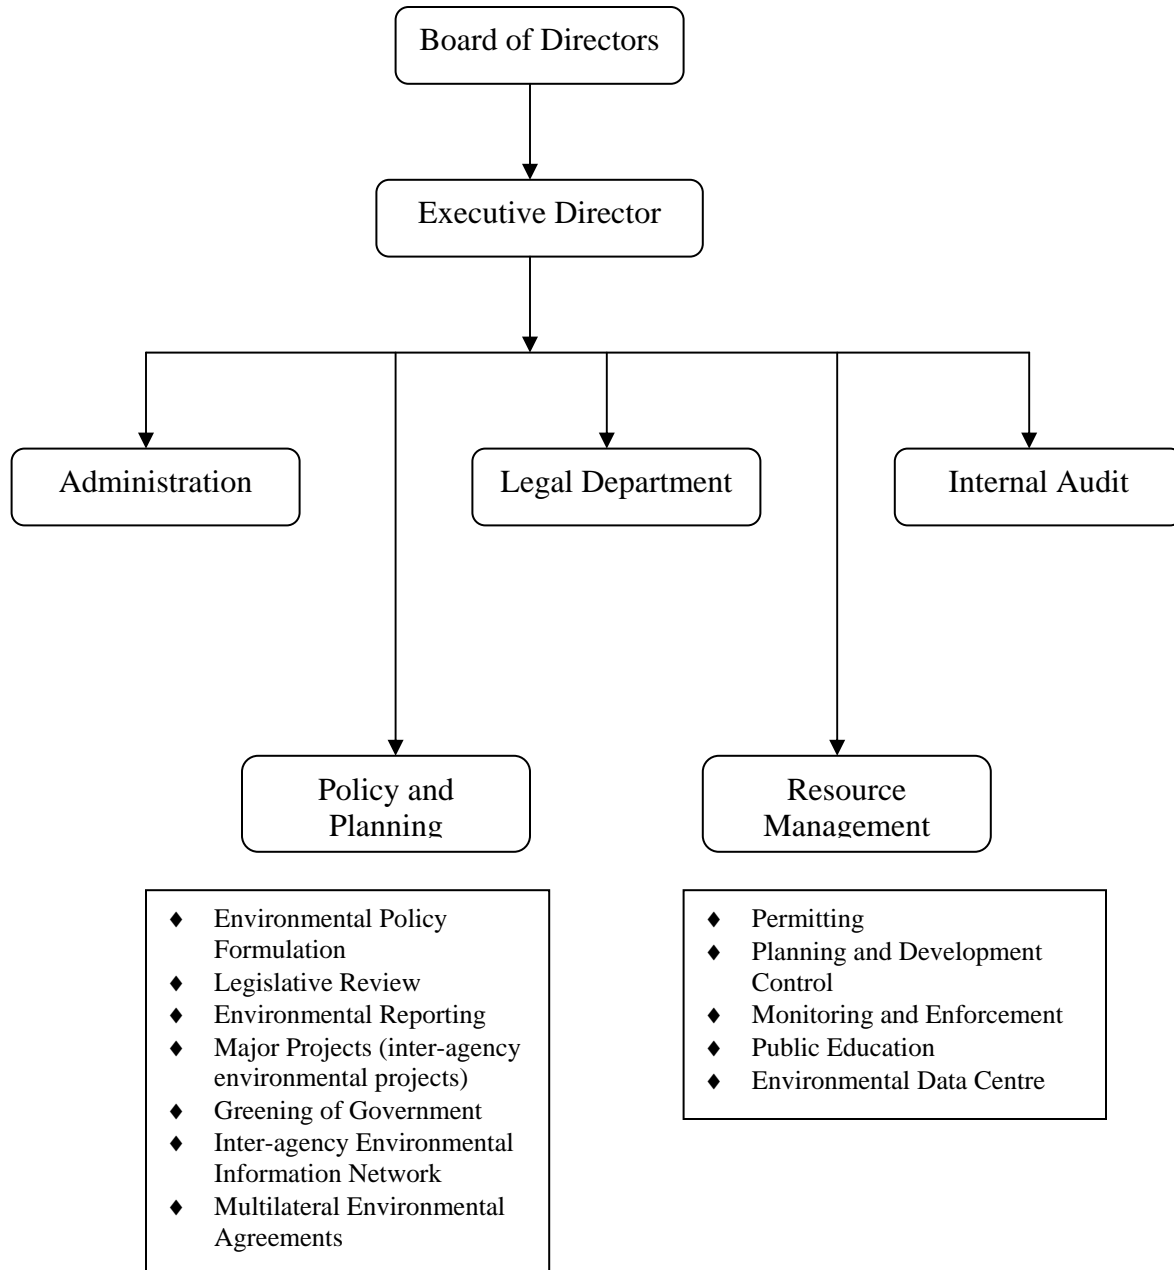 Board of Directors
Executive Director
Administration
Legal Department
Internal Audit
Policy and
Planning
Resource
Management
♦ Environmental Policy
Formulation
♦ Legislative Review
♦ Environmental Reporting
♦ Major Projects (inter-agency
environmental projects)
♦ Greening of Government
♦ Inter-agency Environmental
Information Network
♦ Multilateral Environmental
Agreements
♦ Permitting
♦ Planning and Development
Control
♦ Monitoring and Enforcement
♦ Public Education
♦ Environmental Data Centre